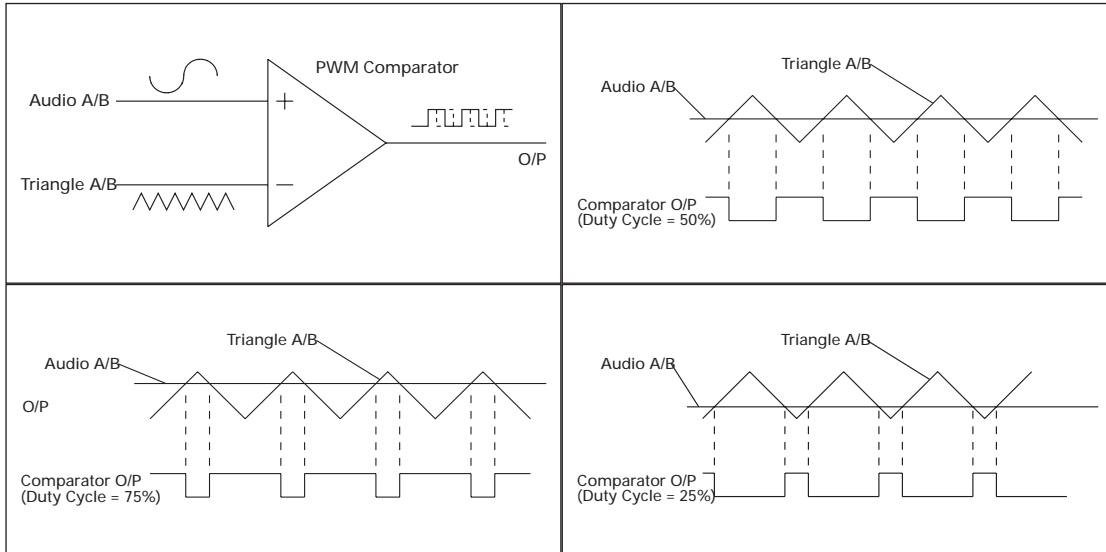 PWM Comparator
Audio A/B
+
O/P
Triangle A/B
−
Triangle A/B
Audio A/B
Comparator O/P
(Duty Cycle = 50%)
Triangle A/B
Audio A/B
O/P
Comparator O/P
(Duty Cycle = 75%)
Triangle A/B
Audio A/B
Comparator O/P
(Duty Cycle = 25%)